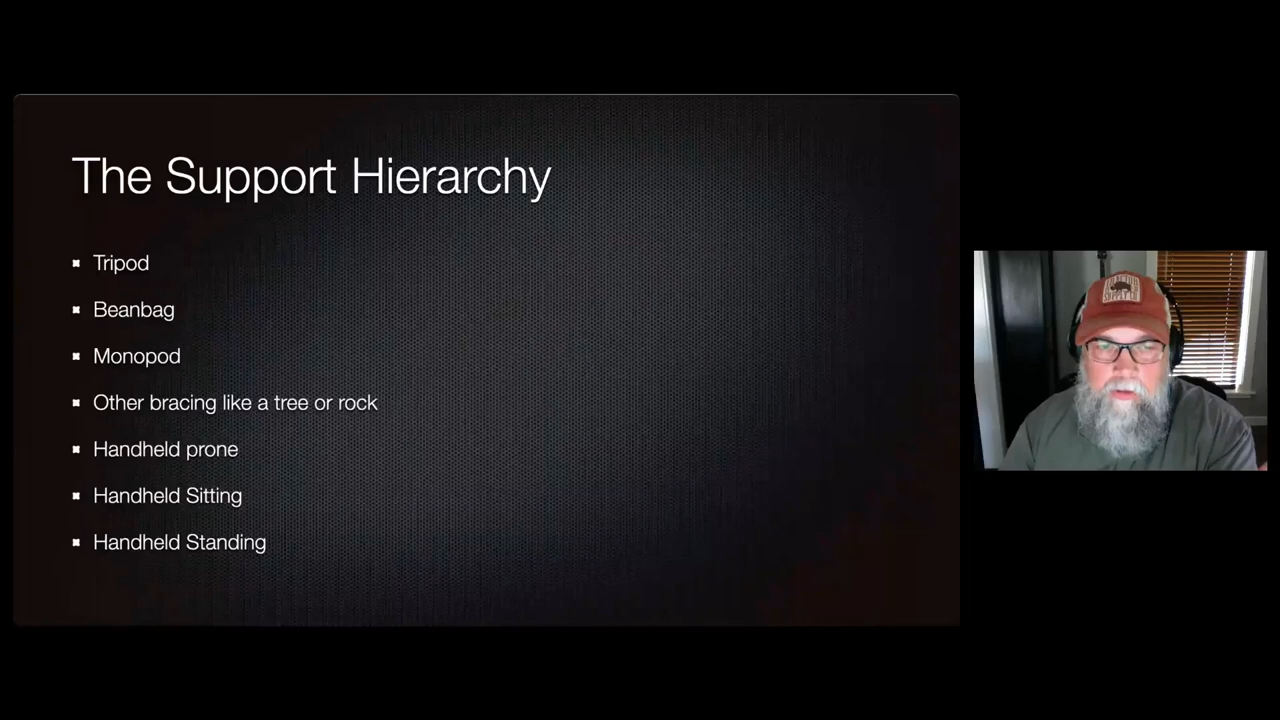 The Support Hierarchy
Tripod
Beanbag
Monopod
Other bracing like a tree or rock
Handheld prone
Handheld Sitting
Handheld Standing